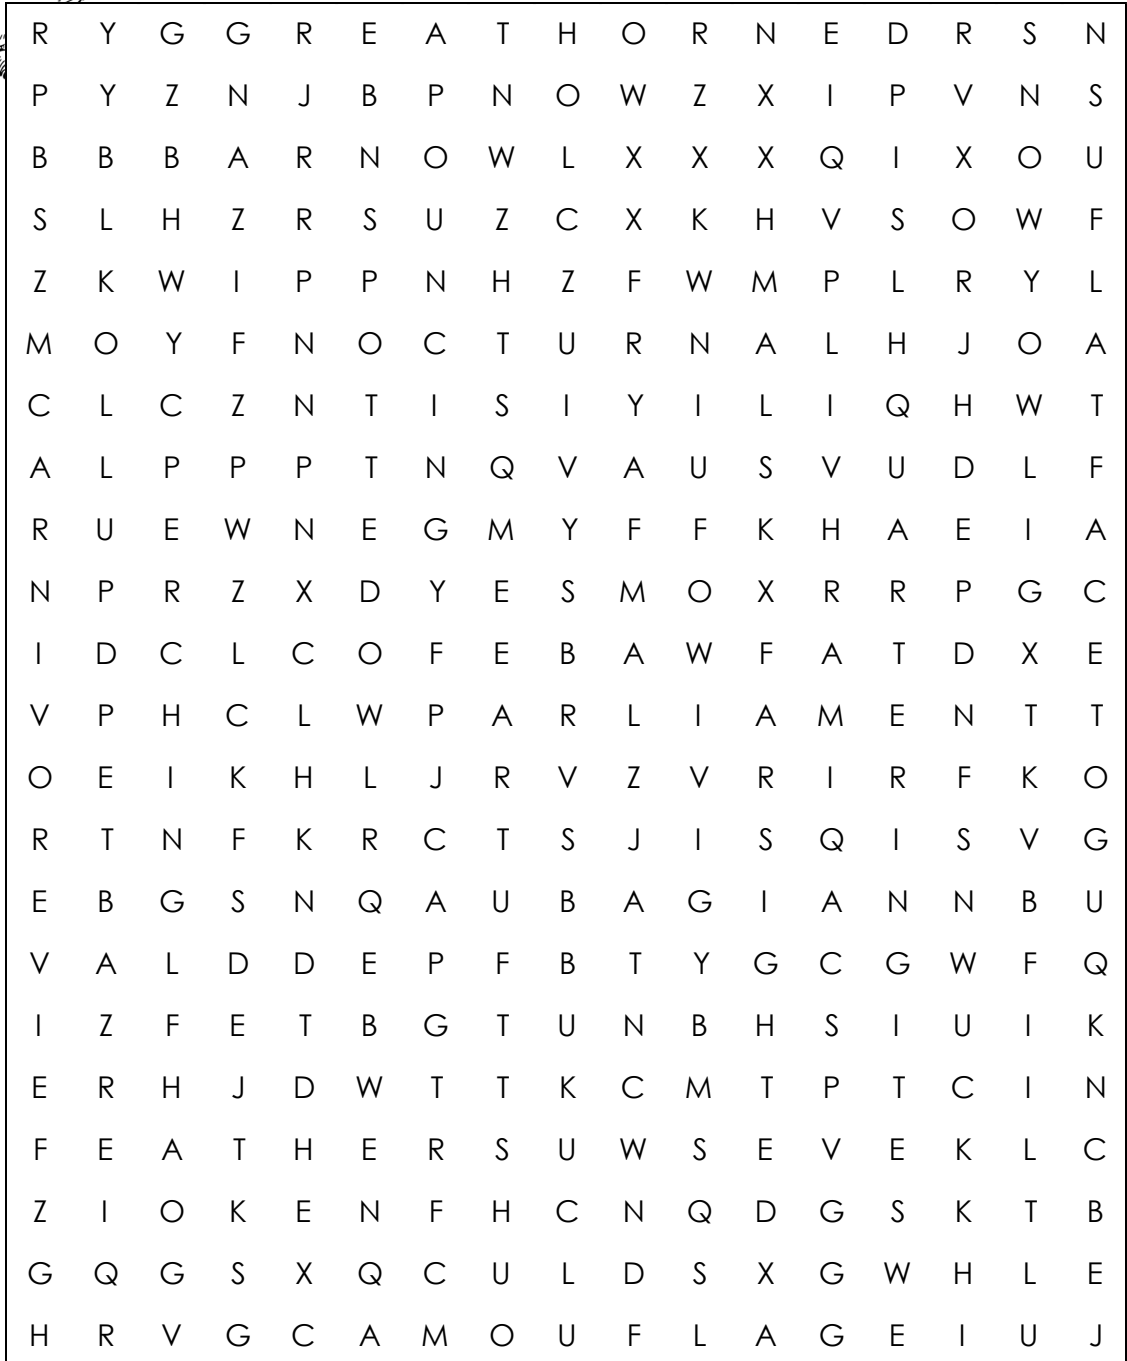 R Y G G R E A T H O R N E D R S N
P Y Z N J B P N O W Z X I P V N S
B B B A R N O W L X X X Q I X O U
S L H Z R S U Z C X K H V S O W F
Z K W I P P N H Z F W M P L R Y L
M O Y F N O C T U R N A L H J O A
C L C Z N T I S I Y I L I Q H W T
A L P P P T N Q V A U S V U D L F
R U E W N E G M Y F F K H A E I A
N P R Z X D Y E S M O X R R P G C
I D C L C O F E B A W F A T D X E
V P H C L W P A R L I A M E N T T
O E I K H L J R V Z V R I R F K O
R T N F K R C T S J I S Q I S V G
E B G S N Q A U B A G I A N N B U
V A L D D E P F B T Y G C G W F Q
I Z F E T B G T U N B H S I U I K
E R H J D W T T K C M T P T C I N
F E A T H E R S U W S E V E K L C
Z I O K E N F H C N Q D G S K T B
G Q G S X Q C U L D S X G W H L E
H R V G C A M O U F L A G E I U J